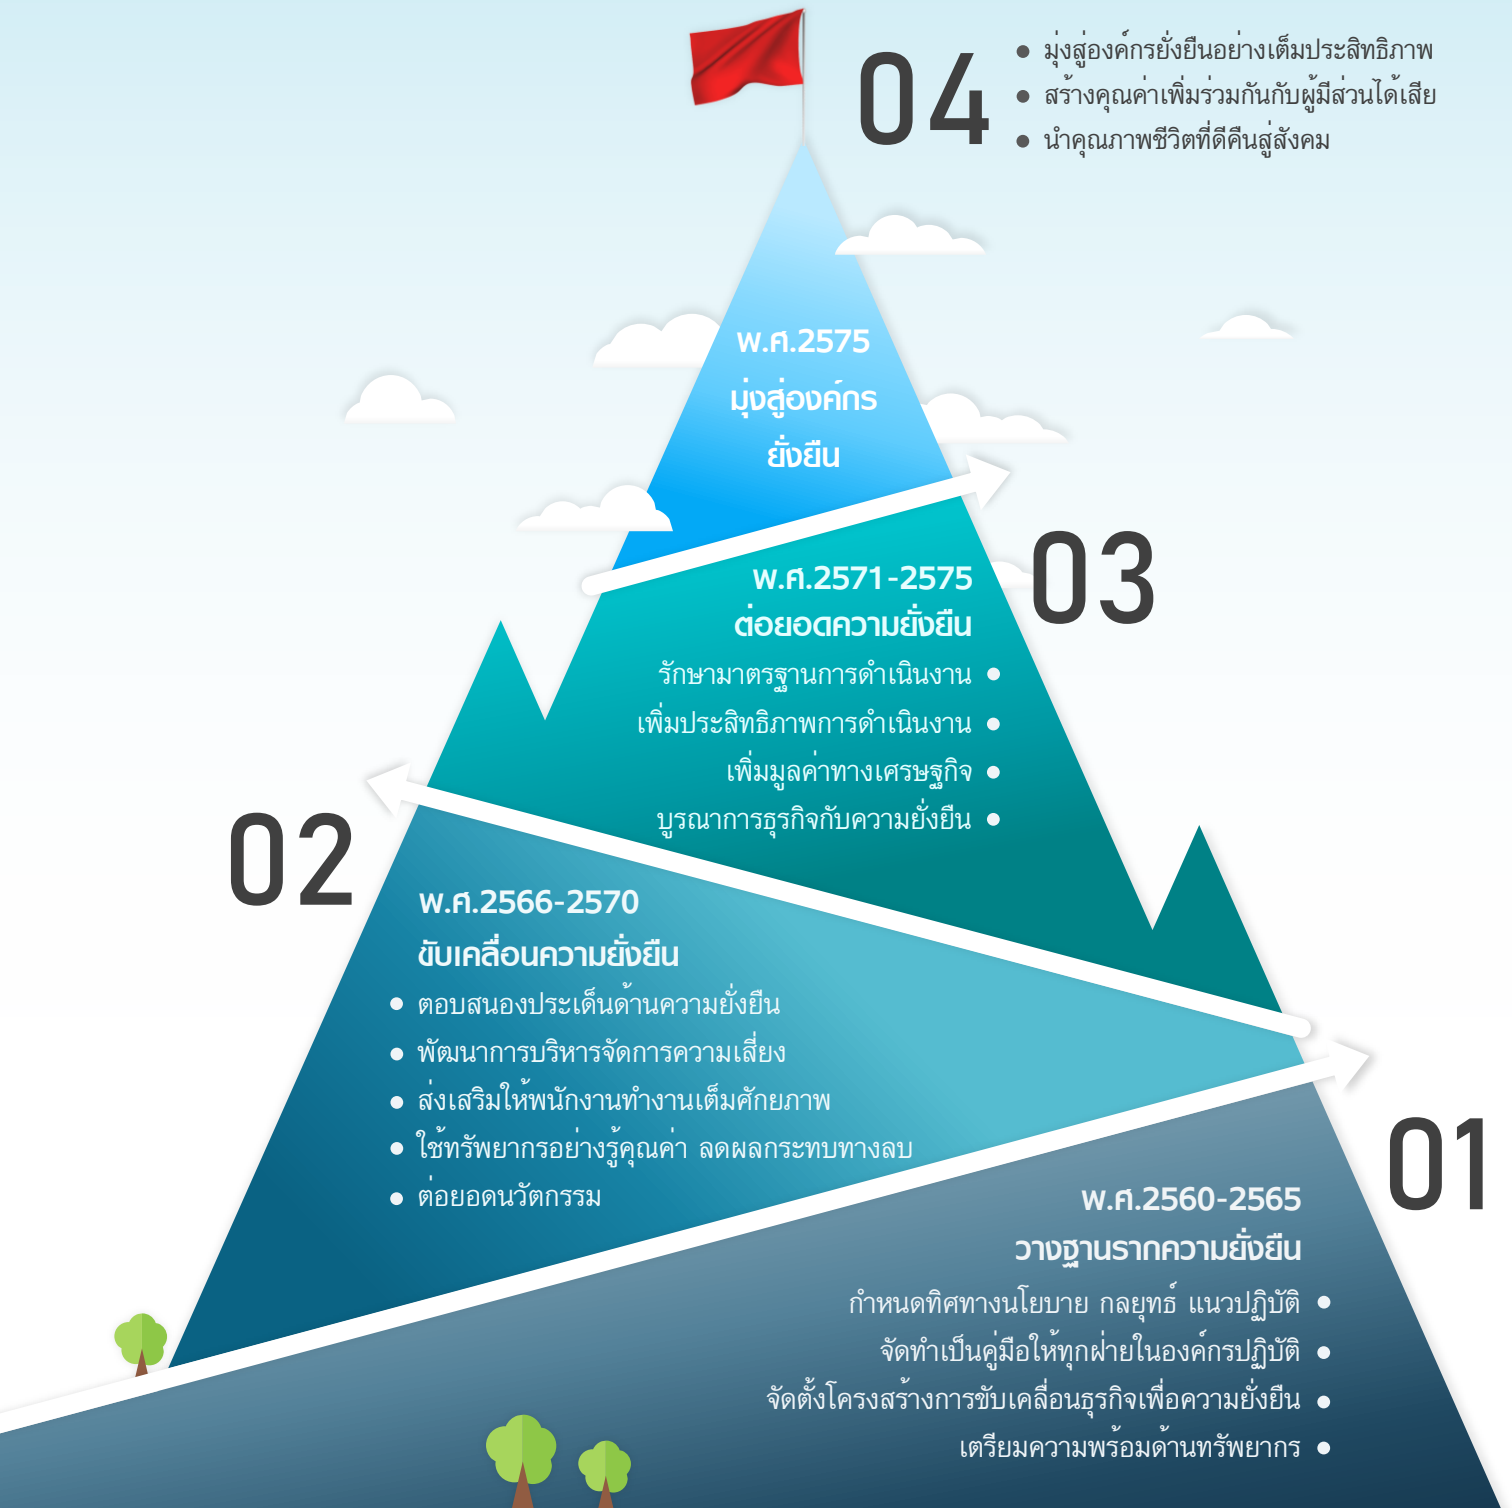 04
• มุ่งสู่องค์กรยั่งยืนอย่างเต็มประสิทธิภาพ
• สร้างคุณค่าเพิ่มร่วมกันกับผู้มีส่วนได้เสีย
• นำคุณภาพชีวิตที่ดีคืนสู่สังคม
พ.ศ.2575
มุ่งสู่องค์กร
ยั่งยืน
03
พ.ศ.2571-2575
ต่อยอดความยั่งยืน
รักษามาตรฐานการดำเนินงาน •
เพิ่มประสิทธิภาพการดำเนินงาน •
เพิ่มมูลค่าทางเศรษฐกิจ •
บูรณาการธุรกิจกับความยั่งยืน •
02
พ.ศ.2566-2570
ขับเคลื่อนความยั่งยืน
• ตอบสนองประเด็นด้านความยั่งยืน
• พัฒนาการบริหารจัดการความเสี่ยง
• ส่งเสริมให้พนักงานทำงานเต็มศักยภาพ
• ใช้ทรัพยากรอย่างรู้คุณค่า ลดผลกระทบทางลบ
• ต่อยอดนวัตกรรม
01
พ.ศ.2560-2565
วางฐานรากความยั่งยืน
กำหนดทิศทางนโยบาย กลยุทธ์ แนวปฏิบัติ •
จัดทำเป็นคู่มือให้ทุกฝ่ายในองค์กรปฏิบัติ •
จัดตั้งโครงสร้างการขับเคลื่อนธุรกิจเพื่อความยั่งยืน •
เตรียมความพร้อมด้านทรัพยากร •